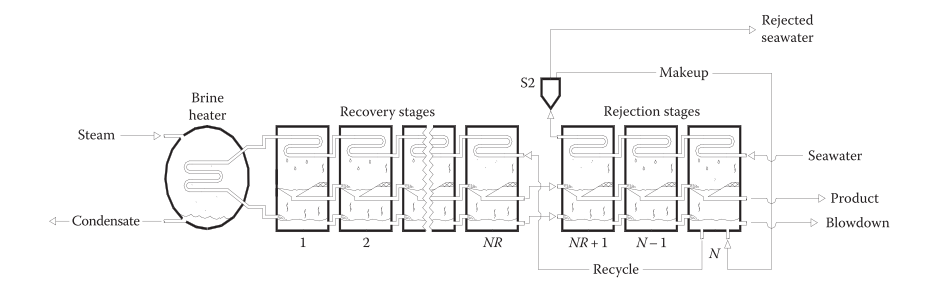 Rejected
seawater
S2
Makeup
Brine
heater
Recovery stages
Rejection stages
Steam
Seawater
Product
Condensate
Blowdown
1
2
NR
NR + 1
N – 1
N
Recycle